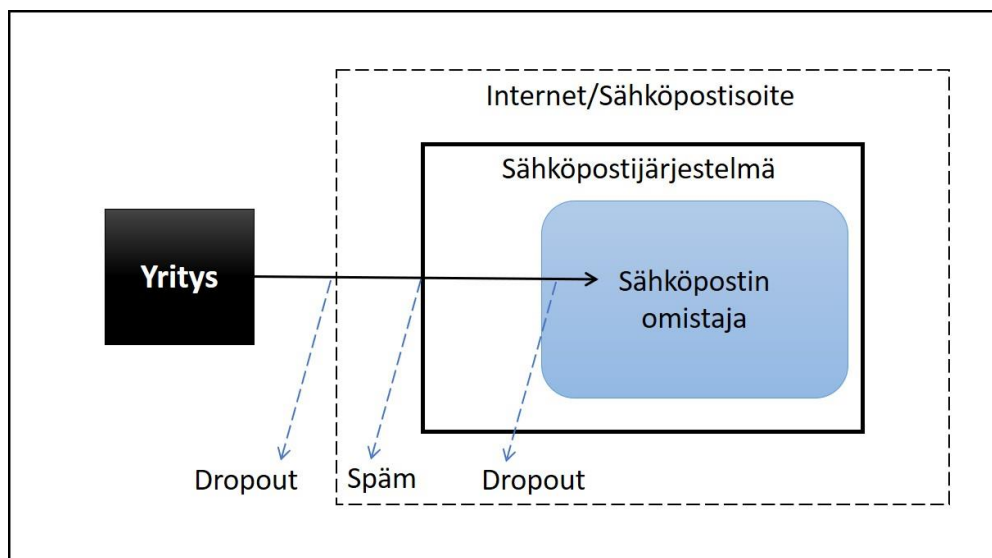 Internet/Sähköpostisoite
Sähköpostijärjestelmä
Yritys
Sähköpostin
omistaja
Dropout
Späm
Dropout